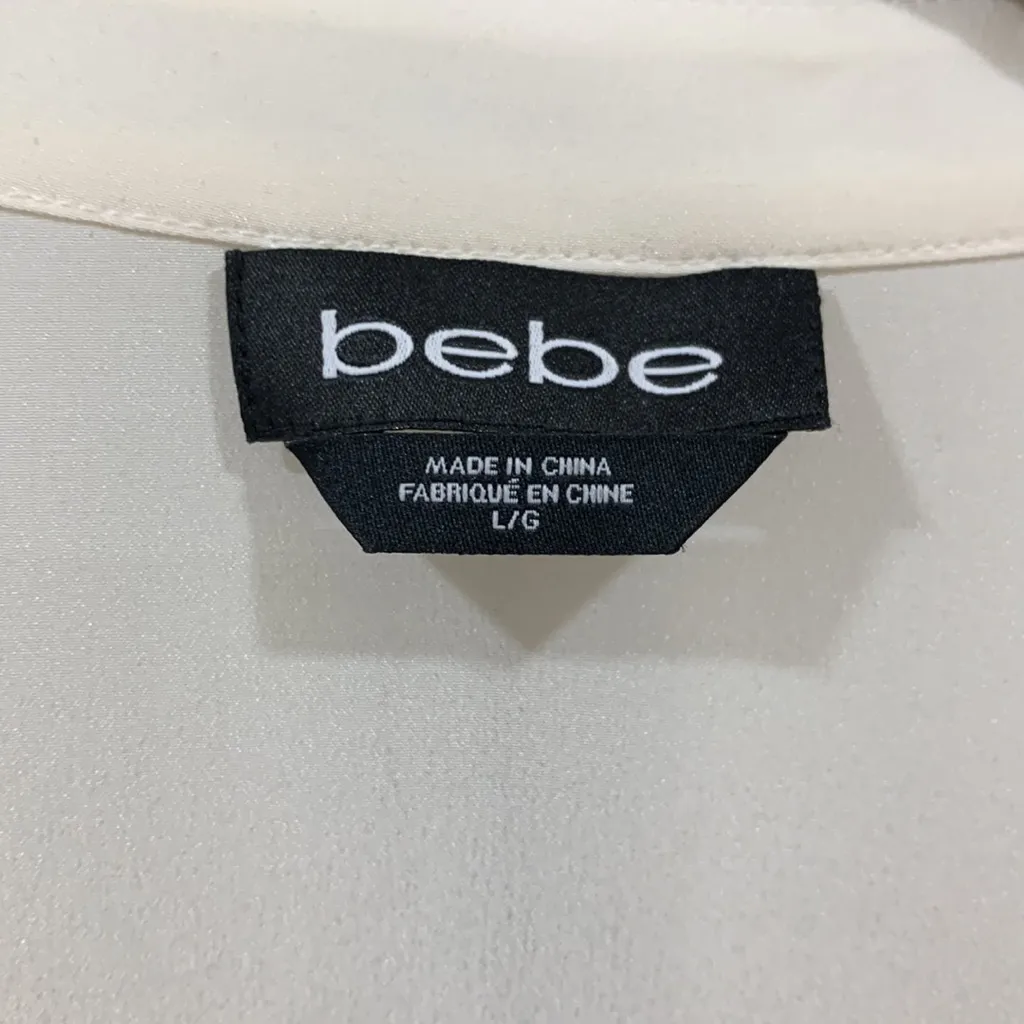 bebe
MADE IN CHINA
FABRIQUÉ EN CHINE
L/G